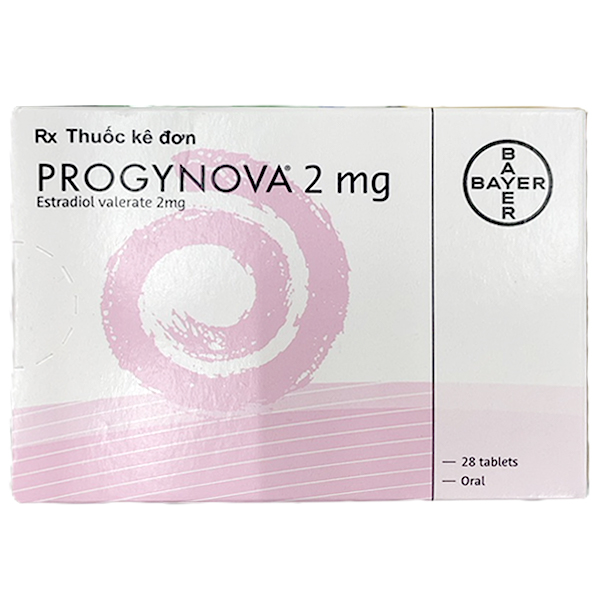 Rx Thuốc kê đơn
PROGYNOVA® 2 mg
Estradiol valerate 2mg
BAYER
BAYER
— 28 tablets
— Oral